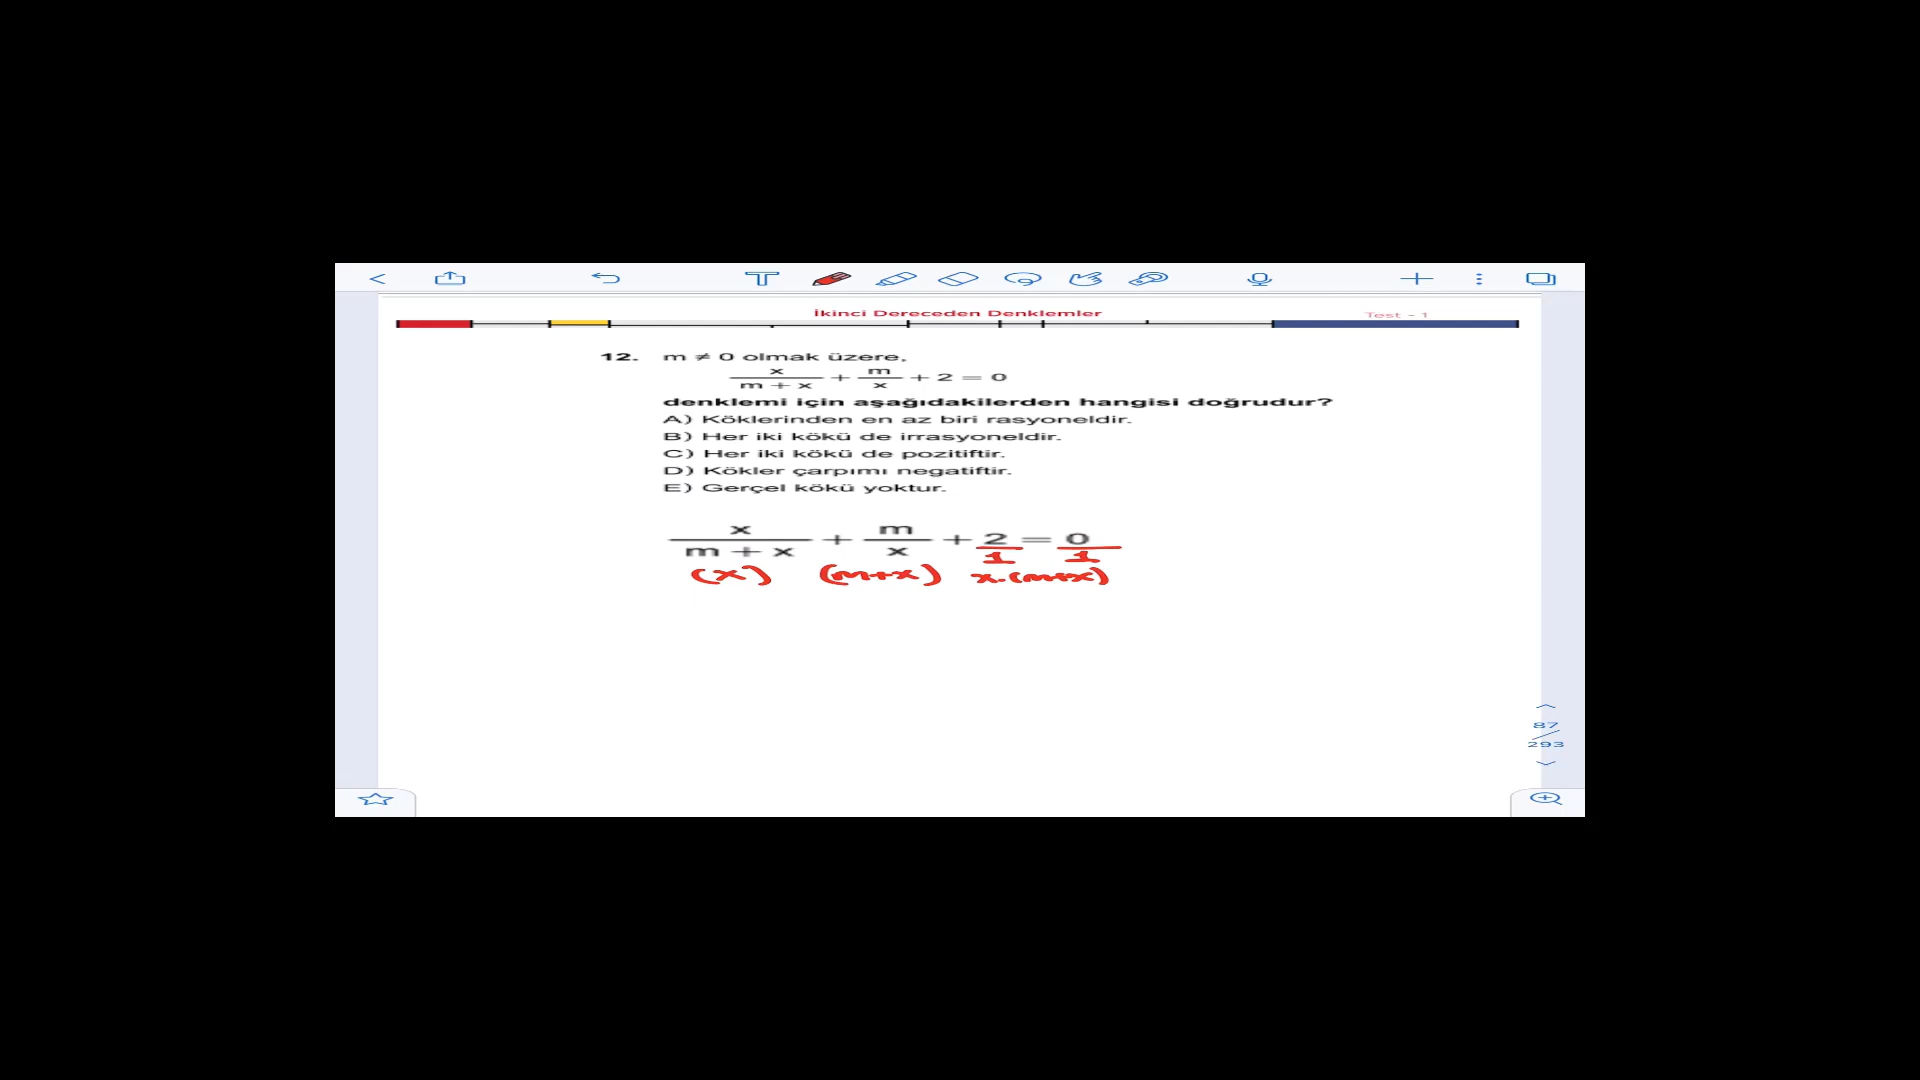 İkinci Dereceden Denklemler
Test - 1
12. m ≠ 0 olmak üzere,
x/(m + x) + m/x + 2 = 0
denklemi için aşağıdakilerden hangisi doğrudur?
A) Köklerinden en az biri rasyoneldir.
B) Her iki kökü de irrasyoneldir.
C) Her iki kökü de pozitiftir.
D) Kökler çarpımı negatiftir.
E) Gerçel kökü yoktur.
x/(m + x) + m/x + 2/1 = 0/1
(x) (m+x) x.(m+x)
87
293